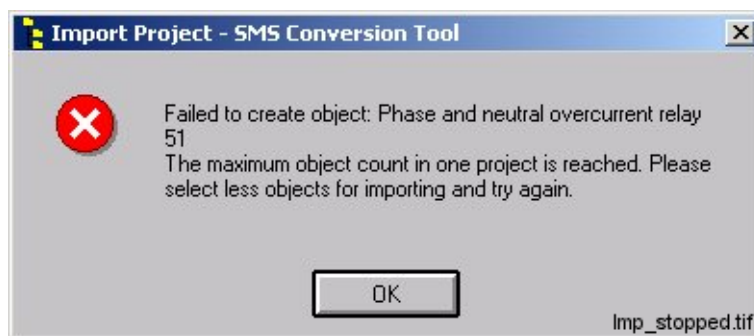 Import Project - SMS Conversion Tool
Failed to create object: Phase and neutral overcurrent relay
51
The maximum object count in one project is reached. Please
select less objects for importing and try again.
OK
Imp_stopped.tif